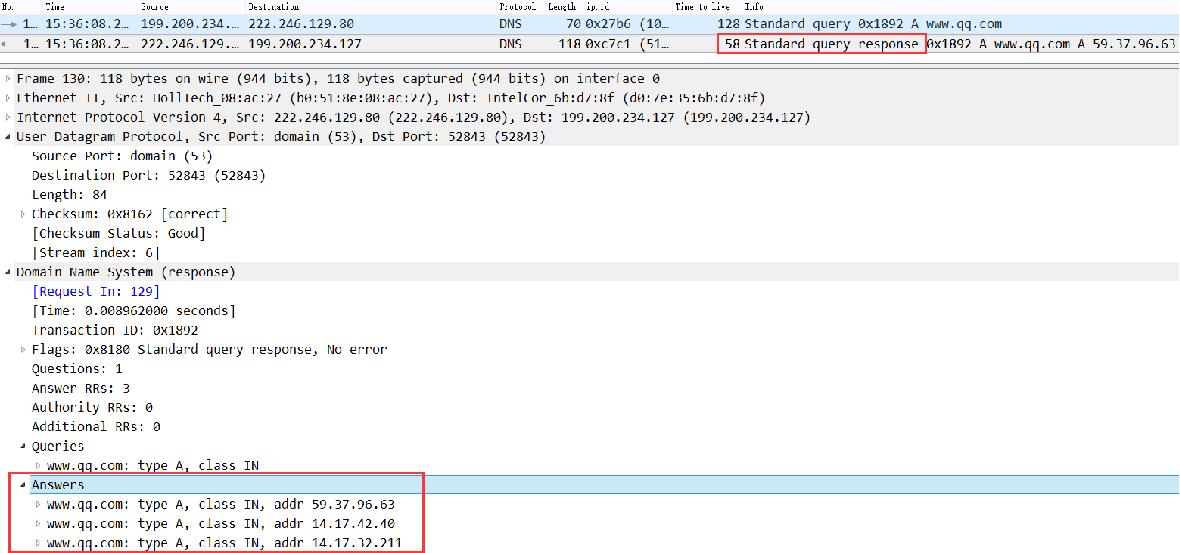 No. Time Source Destination Protocol Length ip.id Time to live Info
1… 15:36:08.2… 199.200.234.… 222.246.129.80 DNS 70 0x27b6 (10… 128 Standard query 0x1892 A www.qq.com
1… 15:36:08.2… 222.246.129.… 199.200.234.127 DNS 118 0xc7c1 (51… 58 Standard query response 0x1892 A www.qq.com A 59.37.96.63
Frame 130: 118 bytes on wire (944 bits), 118 bytes captured (944 bits) on interface 0
Ethernet II, Src: HollTech_08:ac:27 (b0:51:8e:08:ac:27), Dst: IntelCor_6b:d7:8f (d0:7e:35:6b:d7:8f)
Internet Protocol Version 4, Src: 222.246.129.80 (222.246.129.80), Dst: 199.200.234.127 (199.200.234.127)
User Datagram Protocol, Src Port: domain (53), Dst Port: 52843 (52843)
Source Port: domain (53)
Destination Port: 52843 (52843)
Length: 84
Checksum: 0x8162 [correct]
[Checksum Status: Good]
[Stream index: 6]
Domain Name System (response)
[Request In: 129]
[Time: 0.008962000 seconds]
Transaction ID: 0x1892
Flags: 0x8180 Standard query response, No error
Questions: 1
Answer RRs: 3
Authority RRs: 0
Additional RRs: 0
Queries
www.qq.com: type A, class IN
Answers
www.qq.com: type A, class IN, addr 59.37.96.63
www.qq.com: type A, class IN, addr 14.17.42.40
www.qq.com: type A, class IN, addr 14.17.32.211